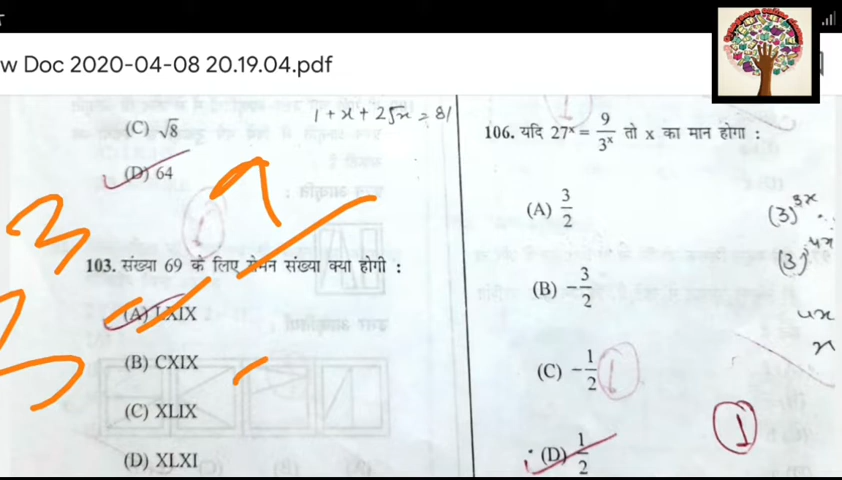 w Doc 2020-04-08 20.19.04.pdf
1 + x + 2√x = 81
(C) √8
(D) 64
103. संख्या 69 के लिए रोमन संख्या क्या होगी :
(A) LXIX
(B) CXIX
(C) XLIX
(D) XLXI
106. यदि 27ˣ = 9/3ˣ तो x का मान होगा :
(A) 3/2
(B) -3/2
(C) -1/2
(D) 1/2
(3)³ˣ
(3)⁴ˣ
4x
x
1